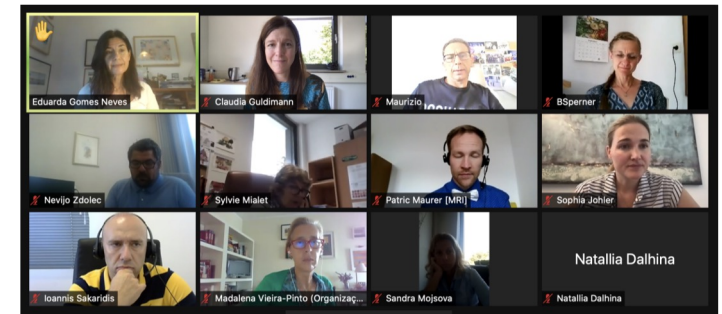 Eduarda Gomes Neves
Claudia Guldimann
Maurizio
BSperner
Nevijo Zdolec
Sylvie Mialet
Patric Maurer [MRI]
Sophia Johler
Ioannis Sakaridis
Madalena Vieira-Pinto (Organizaç...
Sandra Mojsova
Natallia Dalhina
Natallia Dalhina